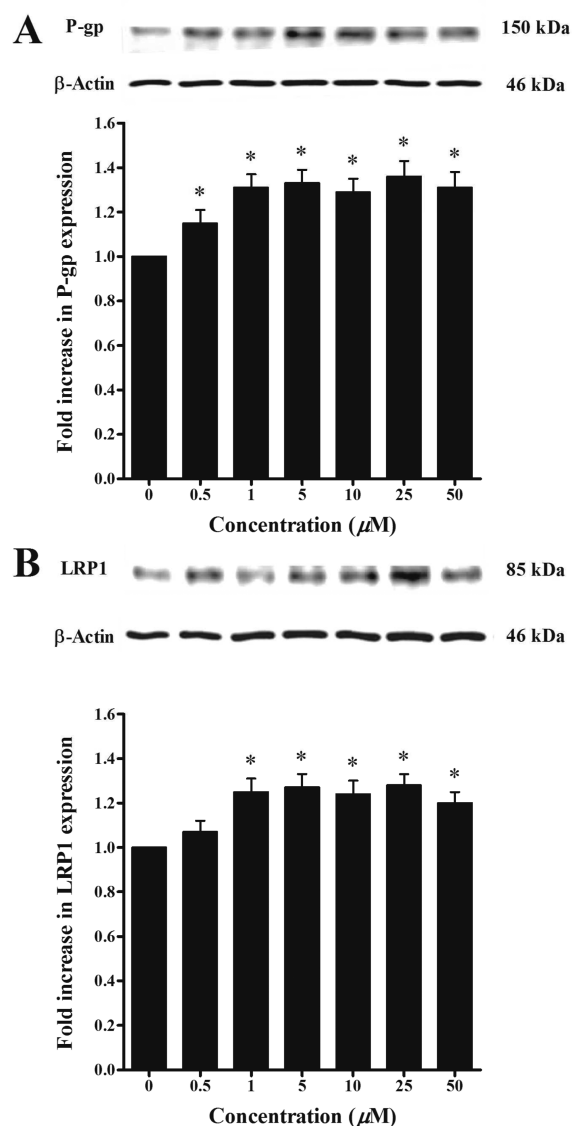 A P-gp 150 kDa
β-Actin 46 kDa
1.6
1.4
1.2
1.0
0.8
0.6
0.4
0.2
0.0
* * * * * *
Fold increase in P-gp expression
0 0.5 1 5 10 25 50
Concentration (μM)
B LRP1 85 kDa
β-Actin 46 kDa
1.6
1.4
1.2
1.0
0.8
0.6
0.4
0.2
0.0
* * * * *
Fold increase in LRP1 expression
0 0.5 1 5 10 25 50
Concentration (μM)